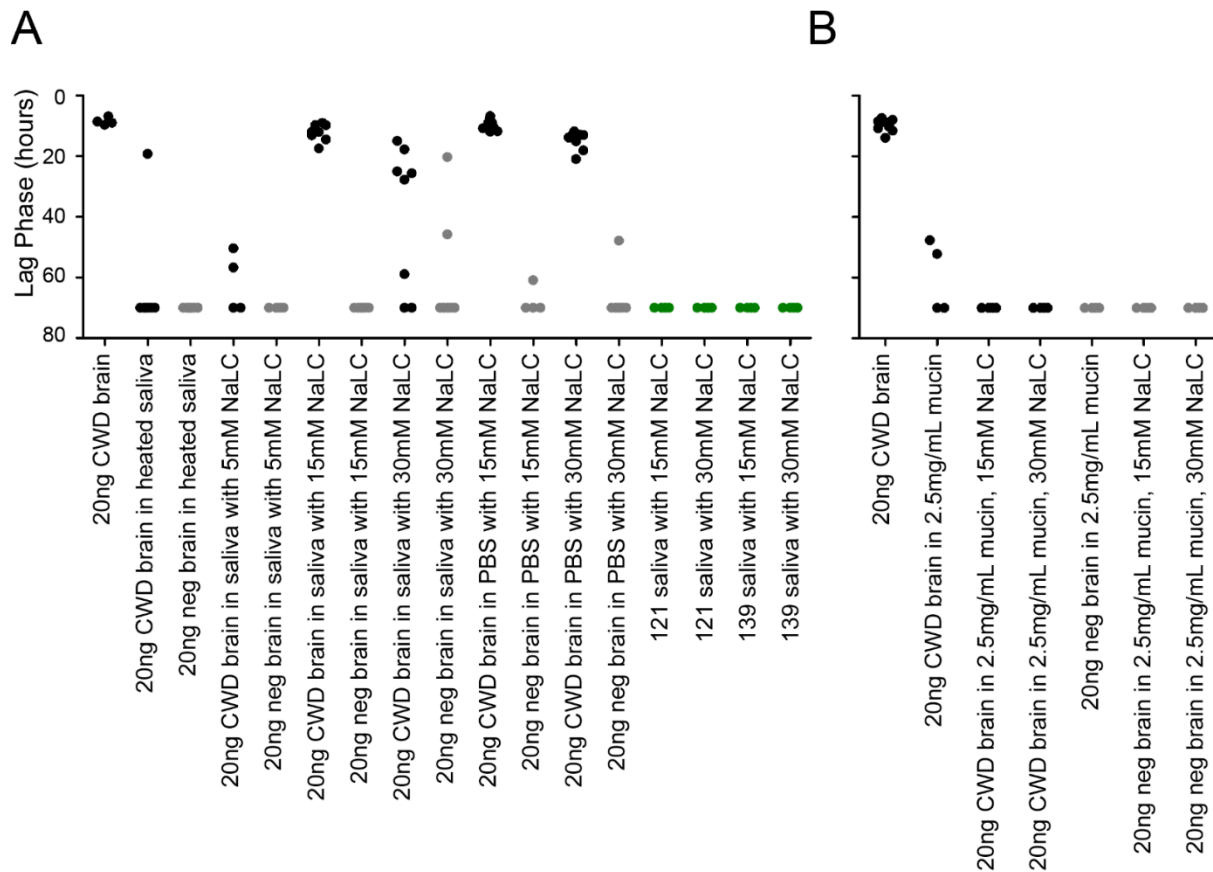 A
B
Lag Phase (hours)
0
20
40
60
80
20ng CWD brain
20ng CWD brain in heated saliva
20ng neg brain in heated saliva
20ng CWD brain in saliva with 5mM NaLC
20ng neg brain in saliva with 5mM NaLC
20ng CWD brain in saliva with 15mM NaLC
20ng neg brain in saliva with 15mM NaLC
20ng CWD brain in saliva with 30mM NaLC
20ng neg brain in saliva with 30mM NaLC
20ng CWD brain in PBS with 15mM NaLC
20ng neg brain in PBS with 15mM NaLC
20ng CWD brain in PBS with 30mM NaLC
20ng neg brain in PBS with 30mM NaLC
121 saliva with 15mM NaLC
121 saliva with 30mM NaLC
139 saliva with 15mM NaLC
139 saliva with 30mM NaLC
20ng CWD brain
20ng CWD brain in 2.5mg/mL mucin
20ng CWD brain in 2.5mg/mL mucin, 15mM NaLC
20ng CWD brain in 2.5mg/mL mucin, 30mM NaLC
20ng neg brain in 2.5mg/mL mucin
20ng neg brain in 2.5mg/mL mucin, 15mM NaLC
20ng neg brain in 2.5mg/mL mucin, 30mM NaLC